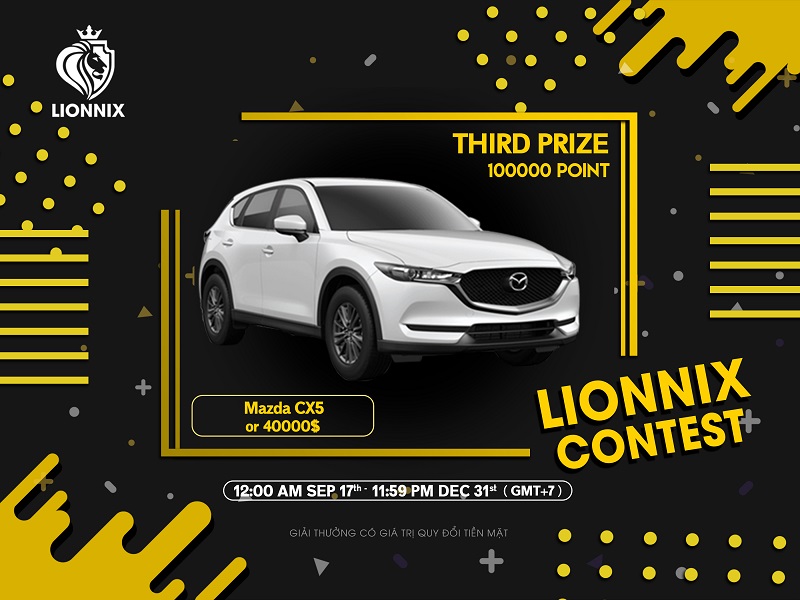 LIONNIX
THIRD PRIZE
100000 POINT
Mazda CX5
or 40000$
LIONNIX
CONTEST
12:00 AM SEP 17th - 11:59 PM DEC 31st ( GMT+7 )
GIẢI THƯỞNG CÓ GIÁ TRỊ QUY ĐỔI TIỀN MẶT